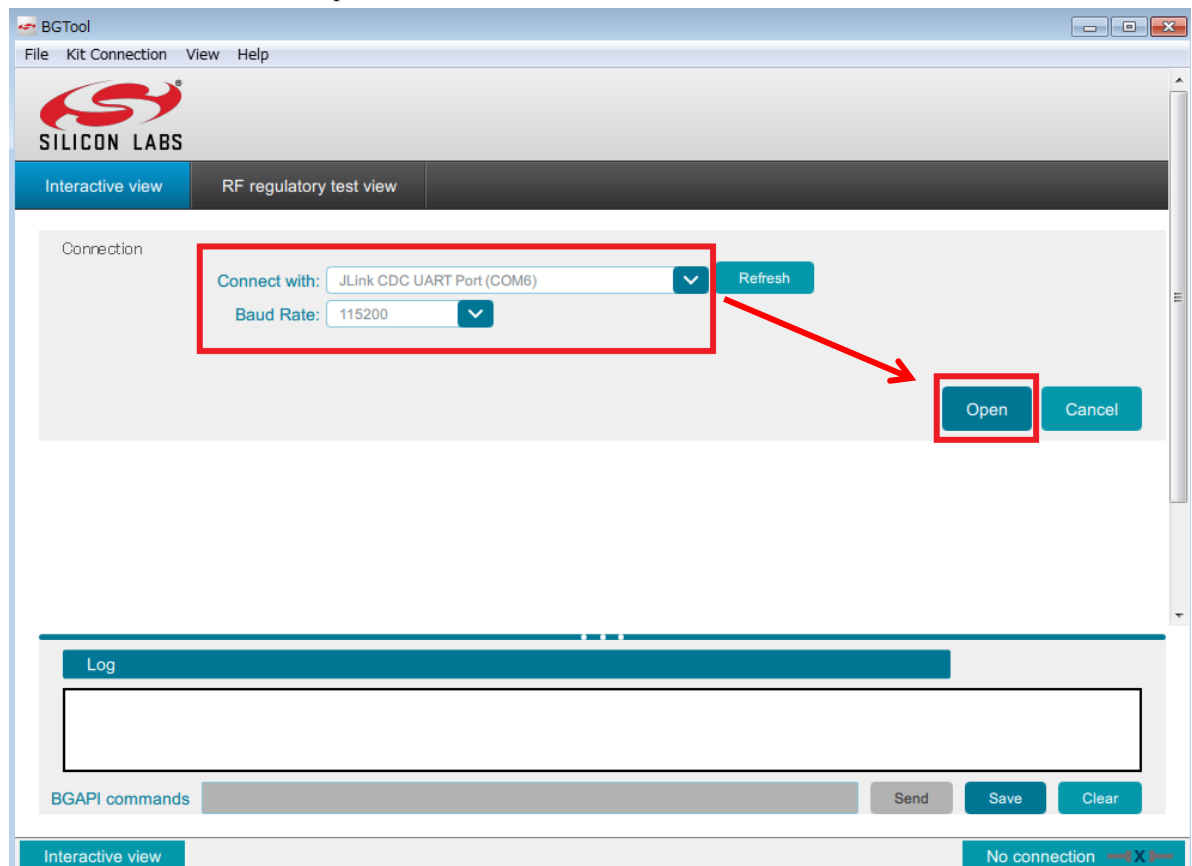 BGTool
File Kit Connection View Help
SILICON LABS
Interactive view RF regulatory test view
Connection
Connect with: JLink CDC UART Port (COM6) Refresh
Baud Rate: 115200
Open Cancel
Log
BGAPI commands Send Save Clear
Interactive view No connection X